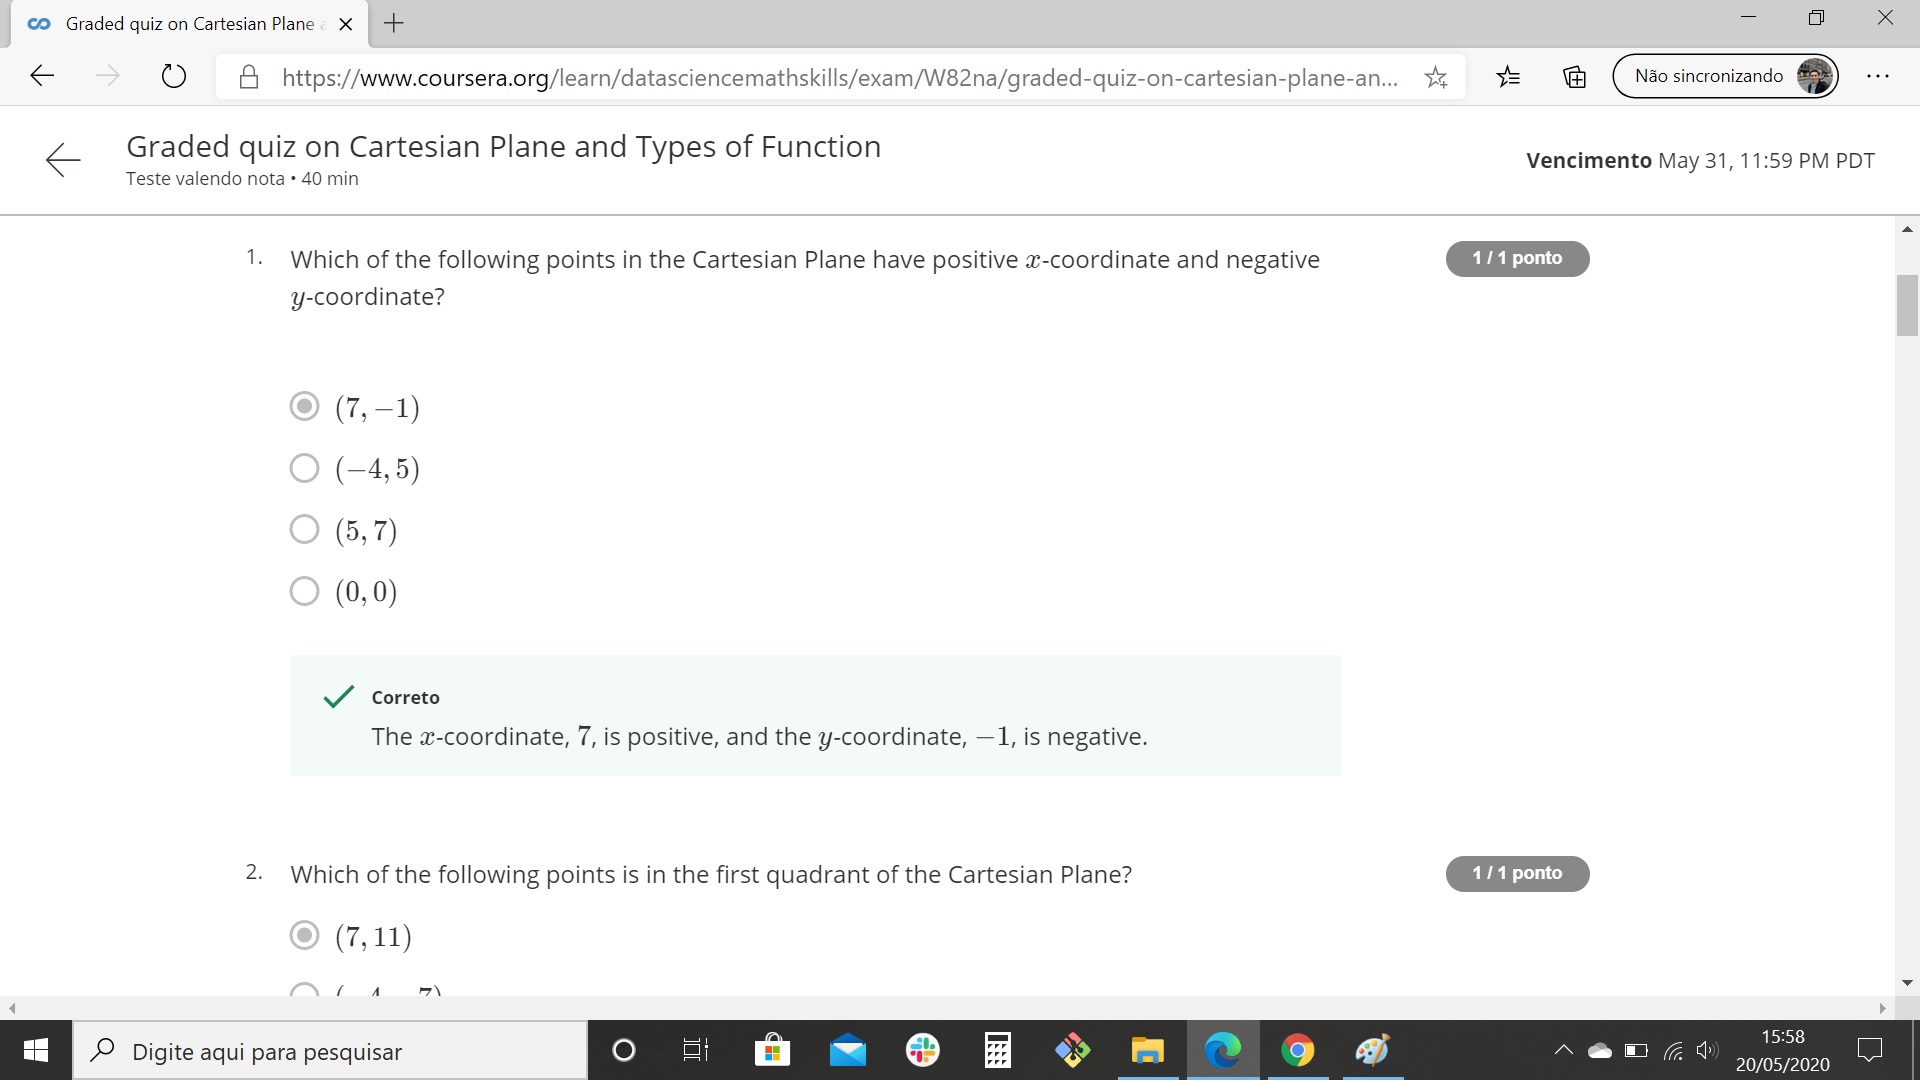 Graded quiz on Cartesian Plane a
https://www.coursera.org/learn/datasciencemathskills/exam/W82na/graded-quiz-on-cartesian-plane-an...
Não sincronizando
Graded quiz on Cartesian Plane and Types of Function
Teste valendo nota • 40 min
Vencimento May 31, 11:59 PM PDT
1. Which of the following points in the Cartesian Plane have positive x-coordinate and negative
y-coordinate?
1 / 1 ponto
(7, −1)
(−4, 5)
(5, 7)
(0, 0)
Correto
The x-coordinate, 7, is positive, and the y-coordinate, −1, is negative.
2. Which of the following points is in the first quadrant of the Cartesian Plane?
1 / 1 ponto
(7, 11)
Digite aqui para pesquisar
15:58
20/05/2020